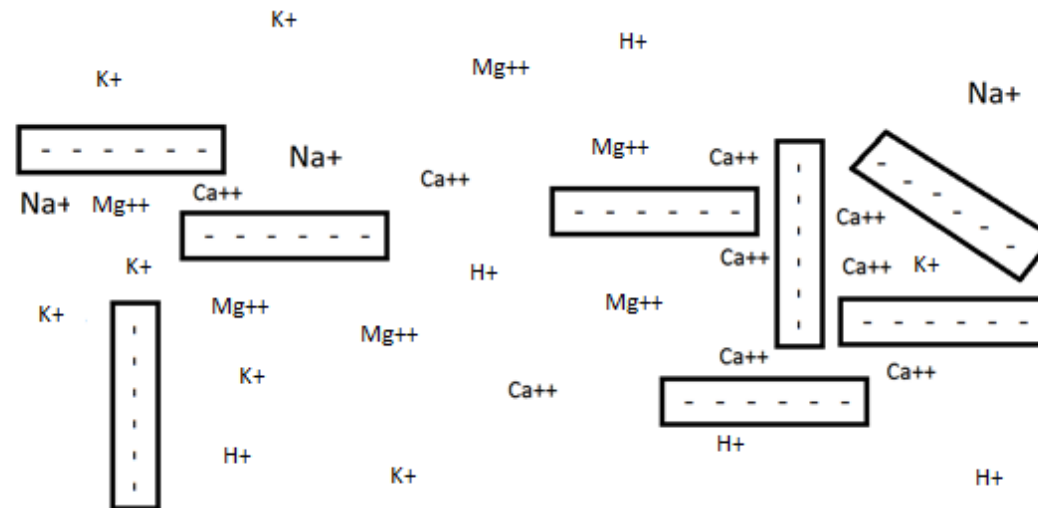 K+
H+
Mg++
K+
Na+
- - - - - -
Mg++
Na+
Ca++
- - - - - -
- - - - - -
Ca++
Ca++
Na+
Mg++
- - - - - -
Ca++
- - - - - -
- - - - - -
Ca++
Ca++
K+
K+
H+
Mg++
Mg++
K+
- - - - - -
Mg++
- - - - - -
Ca++
Ca++
K+
Ca++
- - - - - -
H+
H+
K+
H+